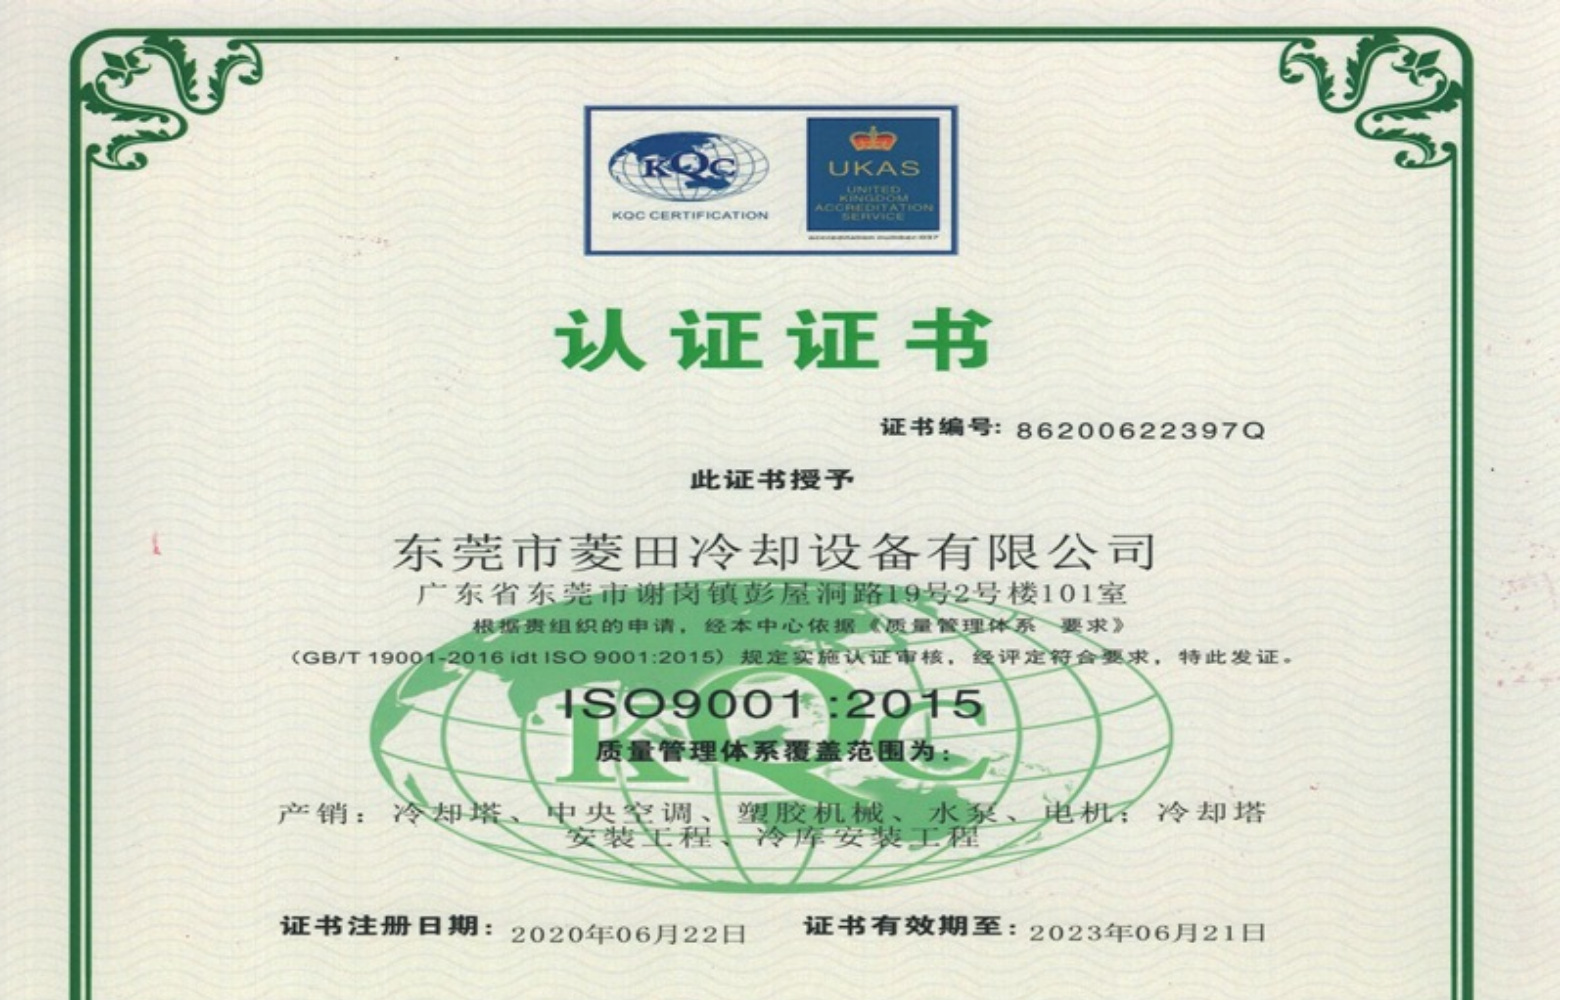 KQC
KQC CERTIFICATION
UKAS
UNITED
KINGDOM
ACCREDITATION
SERVICE
accreditation number:037
认证证书
证书编号: 86200622397Q
此证书授予
东莞市菱田冷却设备有限公司
广东省东莞市谢岗镇彭屋洞路19号2号楼101室
根据贵组织的申请，经本中心依据《质量管理体系 要求》
（GB/T 19001-2016 idt ISO 9001:2015）规定实施认证审核，经评定符合要求，特此发证。
ISO9001 :2015
KQC
质量管理体系覆盖范围为:
产销：冷却塔、中央空调、塑胶机械、水泵、电机；冷却塔
安装工程、冷库安装工程
证书注册日期: 2020年06月22日 证书有效期至: 2023年06月21日